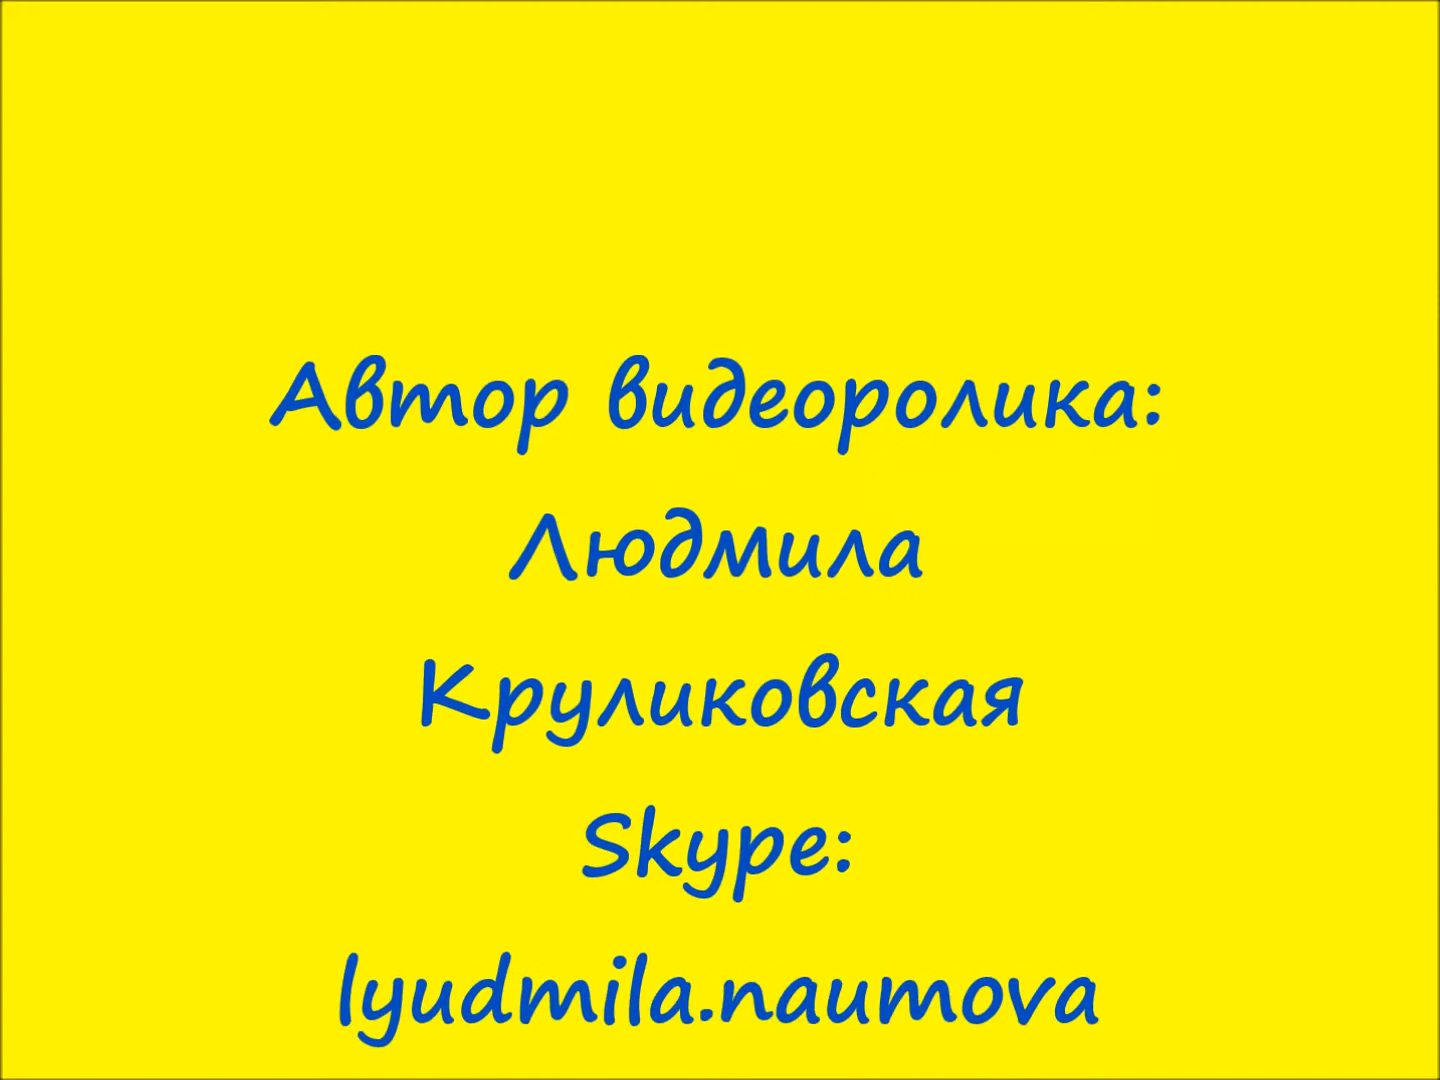 Автор видеоролика:
Людмила
Круликовская
Skype:
lyudmila.naumova